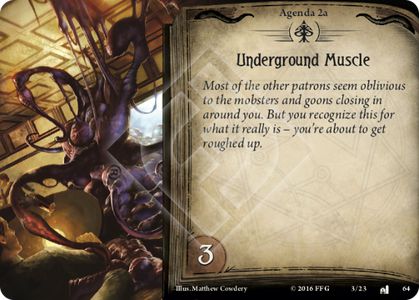 Agenda 2a
Underground Muscle
Most of the other patrons seem oblivious
to the mobsters and goons closing in
around you. But you recognize this for
what it really is – you're about to get
roughed up.
3
Illus.Matthew Cowdery © 2016 FFG 3/23 64